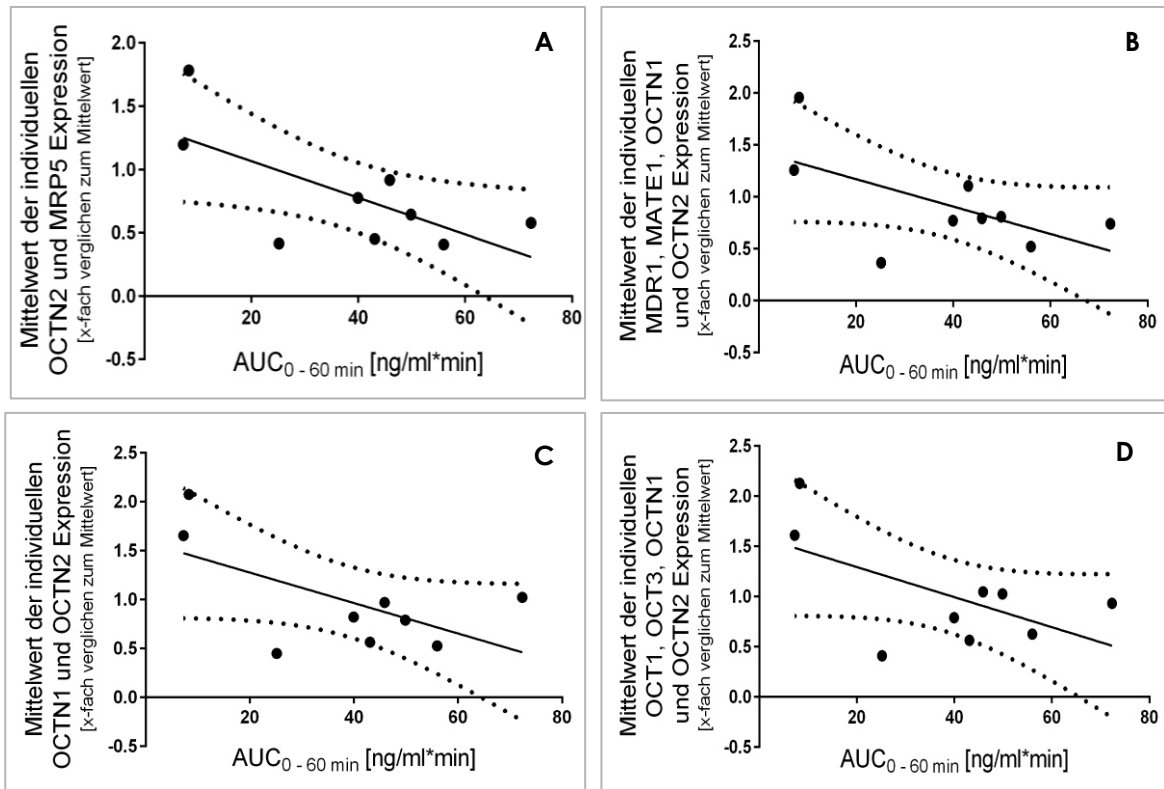 A
Mittelwert der individuellen
OCTN2 und MRP5 Expression
[x-fach verglichen zum Mittelwert]
2.0
1.5
1.0
0.5
0.0
-0.5
20
40
60
80
AUC0 - 60 min [ng/ml*min]
B
Mittelwert der individuellen
MDR1, MATE1, OCTN1
und OCTN2 Expression
[x-fach verglichen zum Mittelwert]
2.5
2.0
1.5
1.0
0.5
0.0
-0.5
20
40
60
80
AUC0 - 60 min [ng/ml*min]
C
Mittelwert der individuellen
OCTN1 und OCTN2 Expression
[x-fach verglichen zum Mittelwert]
2.5
2.0
1.5
1.0
0.5
0.0
-0.5
20
40
60
80
AUC0 - 60 min [ng/ml*min]
D
Mittelwert der individuellen
OCT1, OCT3, OCTN1
und OCTN2 Expression
[x-fach verglichen zum Mittelwert]
2.5
2.0
1.5
1.0
0.5
0.0
-0.5
20
40
60
80
AUC0 - 60 min [ng/ml*min]